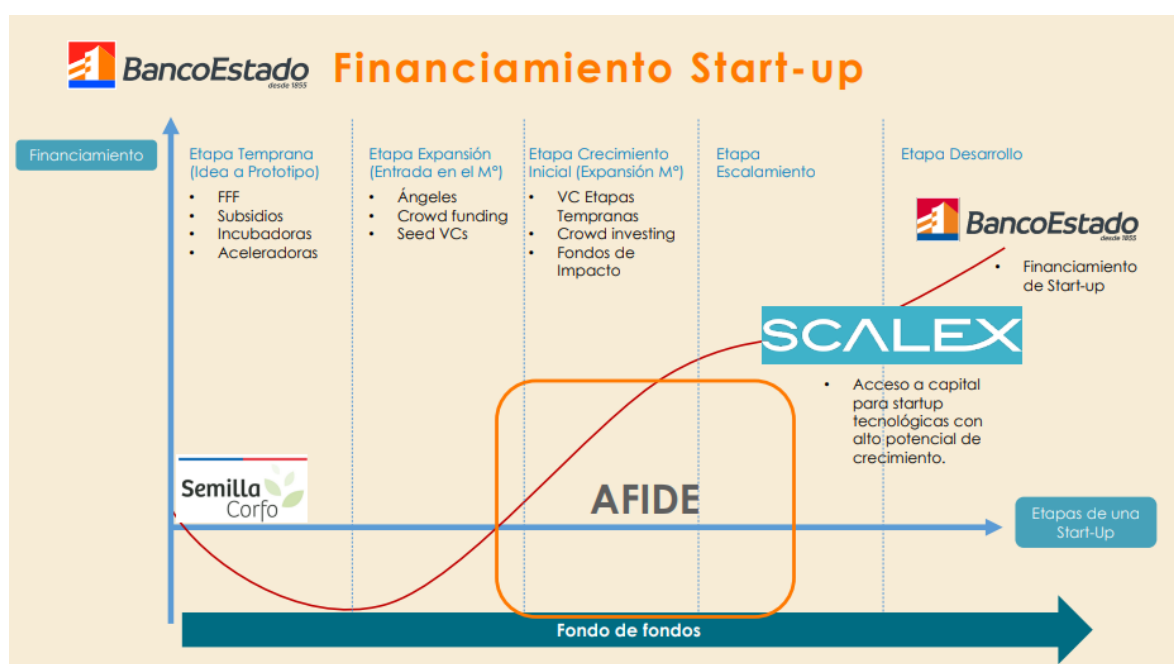 BancoEstado
desde 1855
Financiamiento Start-up
Financiamiento
Etapa Temprana
(Idea a Prototipo)
• FFF
• Subsidios
• Incubadoras
• Aceleradoras
Etapa Expansión
(Entrada en el Mº)
• Ángeles
• Crowd funding
• Seed VCs
Etapa Crecimiento
Inicial (Expansión Mº)
• VC Etapas
Tempranas
• Crowd investing
• Fondos de
Impacto
Etapa
Escalamiento
Etapa Desarrollo
BancoEstado
desde 1855
• Financiamiento
de Start-up
SCALEX
• Acceso a capital
para startup
tecnológicas con
alto potencial de
crecimiento.
Semilla
Corfo
AFIDE
Etapas de una
Start-Up
Fondo de fondos